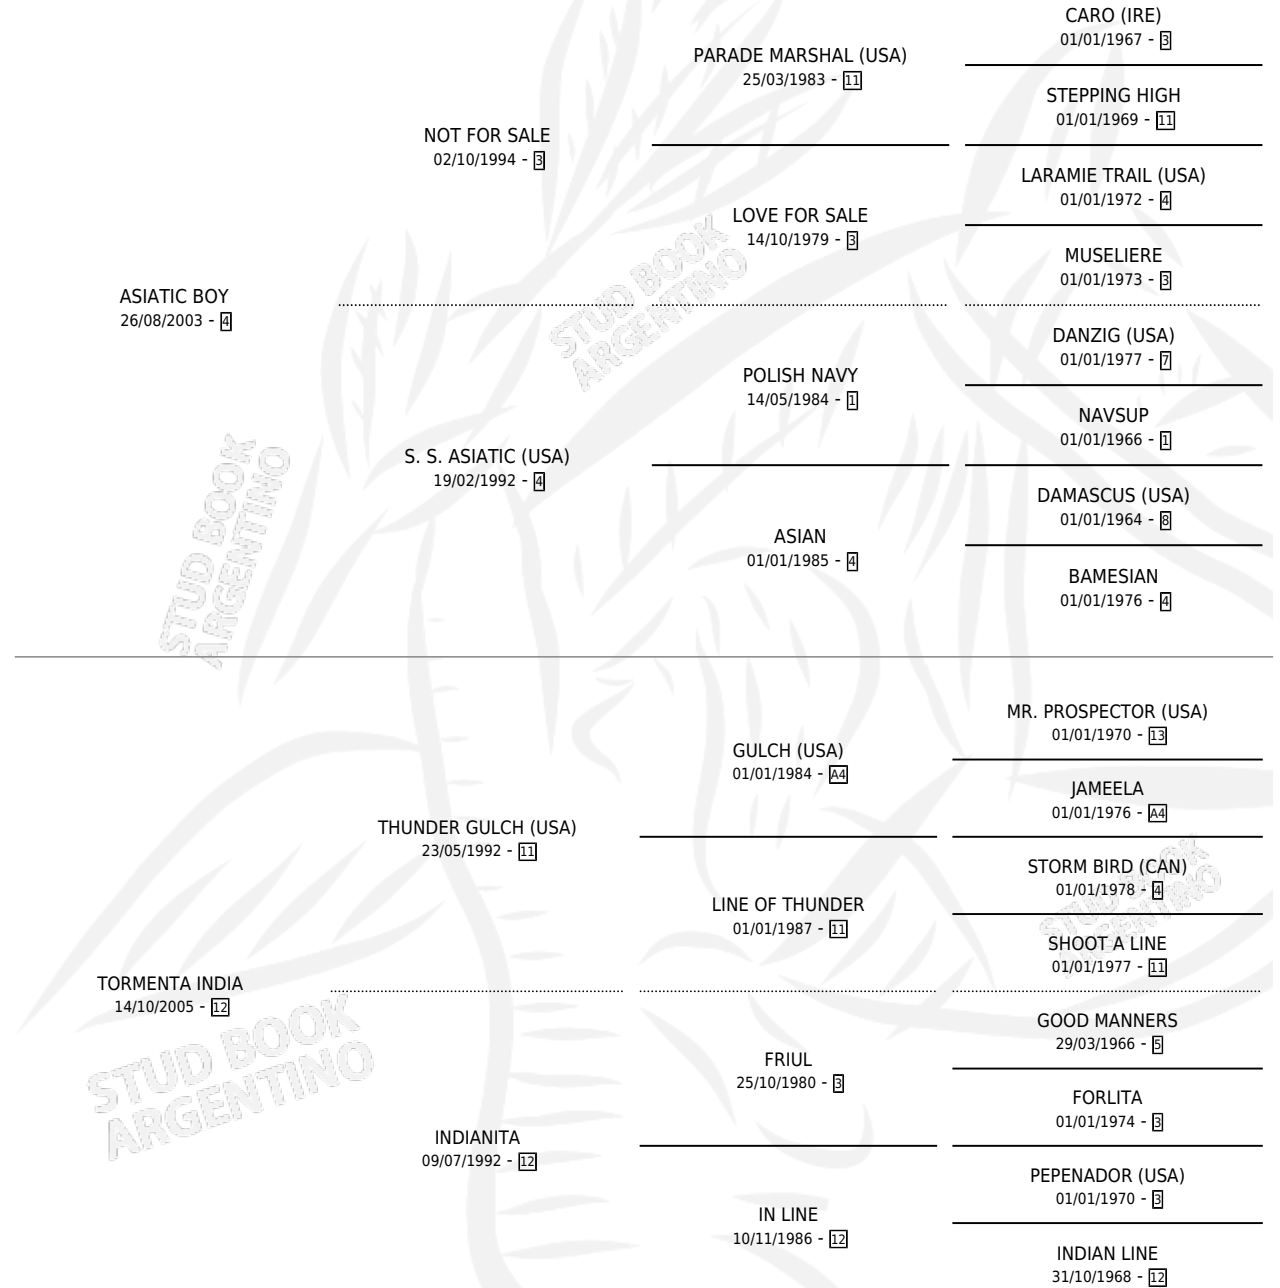 CARO (IRE)
01/01/1967 - 3
PARADE MARSHAL (USA)
25/03/1983 - 11
STEPPING HIGH
01/01/1969 - 11
NOT FOR SALE
02/10/1994 - 3
LARAMIE TRAIL (USA)
01/01/1972 - 4
LOVE FOR SALE
14/10/1979 - 3
MUSELIERE
01/01/1973 - 3
ASIATIC BOY
26/08/2003 - 4
STUD BOOK
ARGENTINO
DANZIG (USA)
01/01/1977 - 7
POLISH NAVY
14/05/1984 - 1
NAVSUP
01/01/1966 - 1
S. S. ASIATIC (USA)
19/02/1992 - 4
DAMASCUS (USA)
01/01/1964 - 8
ASIAN
01/01/1985 - 4
BAMESIAN
01/01/1976 - 4
STUD BOOK
ARGENTINO
MR. PROSPECTOR (USA)
01/01/1970 - 13
GULCH (USA)
01/01/1984 - A4
JAMEELA
01/01/1976 - A4
THUNDER GULCH (USA)
23/05/1992 - 11
STORM BIRD (CAN)
01/01/1978 - 4
LINE OF THUNDER
01/01/1987 - 11
STUD BOOK
ARGENTINO
SHOOT A LINE
01/01/1977 - 11
TORMENTA INDIA
14/10/2005 - 12
GOOD MANNERS
29/03/1966 - 5
FRIUL
25/10/1980 - 3
STUD BOOK
ARGENTINO
FORLITA
01/01/1974 - 3
INDIANITA
09/07/1992 - 12
PEPENADOR (USA)
01/01/1970 - 3
IN LINE
10/11/1986 - 12
INDIAN LINE
31/10/1968 - 12